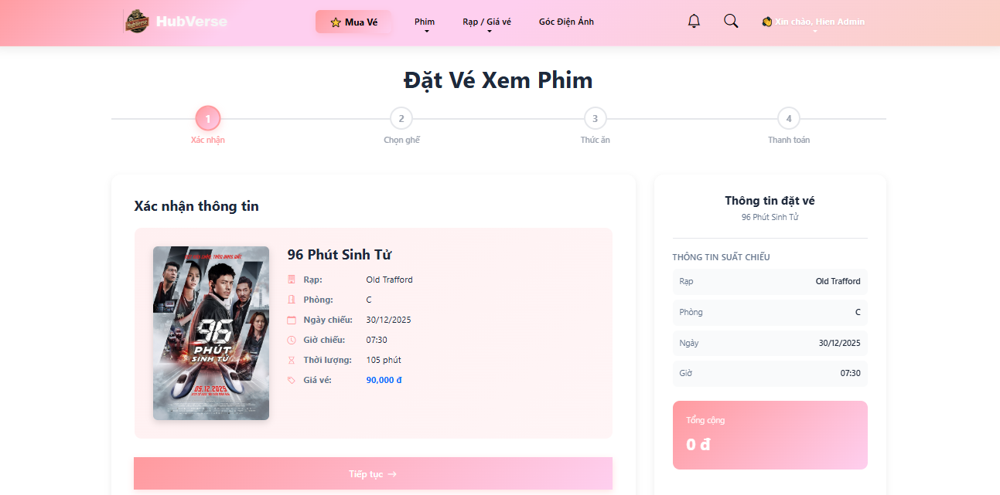 HubVerse
Mua Vé
Phim
Rạp / Giá vé
Góc Điện Ảnh
Xin chào, Hien Admin
Đặt Vé Xem Phim
1
2
3
4
Xác nhận
Chọn ghế
Thức ăn
Thanh toán
Xác nhận thông tin
96
PHÚT
SINH TỬ
05.12.2025
96 Phút Sinh Tử
Rạp: Old Trafford
Phòng: C
Ngày chiếu: 30/12/2025
Giờ chiếu: 07:30
Thời lượng: 105 phút
Giá vé: 90,000 đ
Tiếp tục →
Thông tin đặt vé
96 Phút Sinh Tử
THÔNG TIN SUẤT CHIẾU
Rạp Old Trafford
Phòng C
Ngày 30/12/2025
Giờ 07:30
Tổng cộng
0 đ